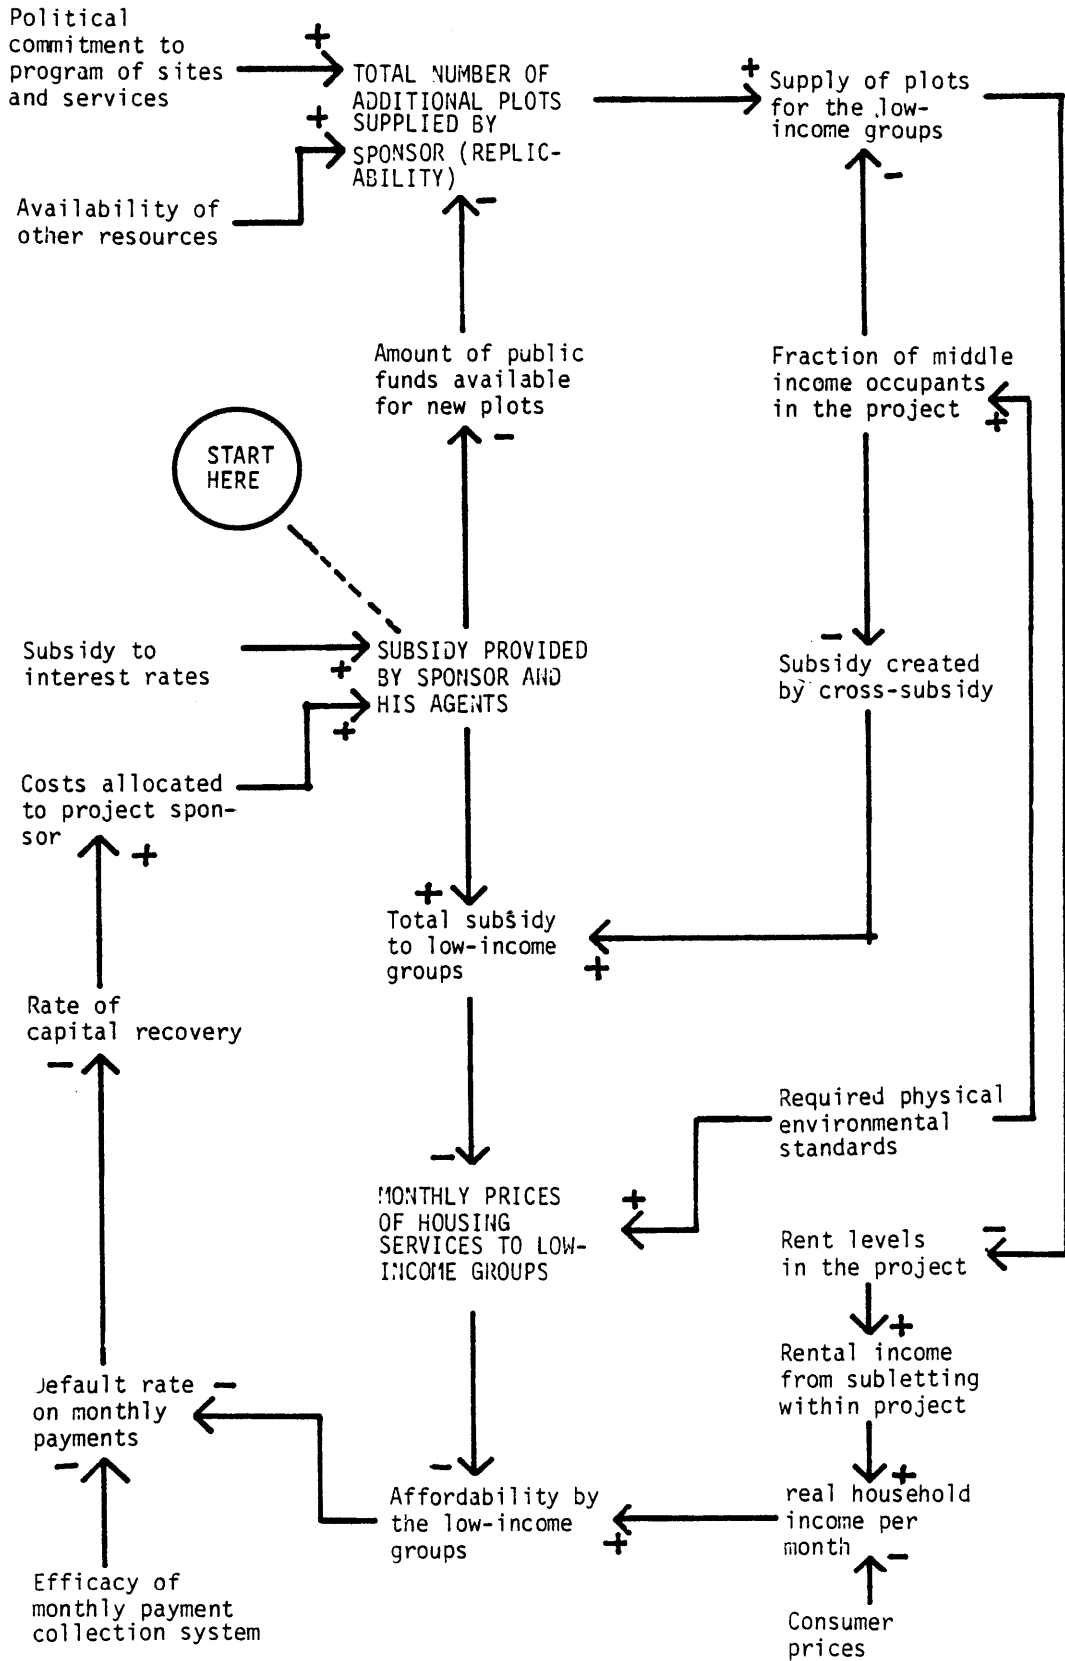 Political
commitment to
program of sites
and services
+
TOTAL NUMBER OF
ADDITIONAL PLOTS
SUPPLIED BY
SPONSOR (REPLIC-
ABILITY)
+
+
Supply of plots
for the low-
income groups
Availability of
other resources
-
-
Amount of public
funds available
for new plots
-
Fraction of middle
income occupants
in the project
+
START
HERE
Subsidy to
interest rates
+
SUBSIDY PROVIDED
BY SPONSOR AND
HIS AGENTS
+
-
Subsidy created
by cross-subsidy
Costs allocated
to project spon-
sor
+
+
Total subsidy
to low-income
groups
+
Rate of
capital recovery
-
Required physical
environmental
standards
-
MONTHLY PRICES
OF HOUSING
SERVICES TO LOW-
INCOME GROUPS
+
Rent levels
in the project
-
+
Rental income
from subletting
within project
Default rate
on monthly
payments
-
-
-
Affordability by
the low-income
groups
+
+
real household
income per
month
-
Efficacy of
monthly payment
collection system
Consumer
prices